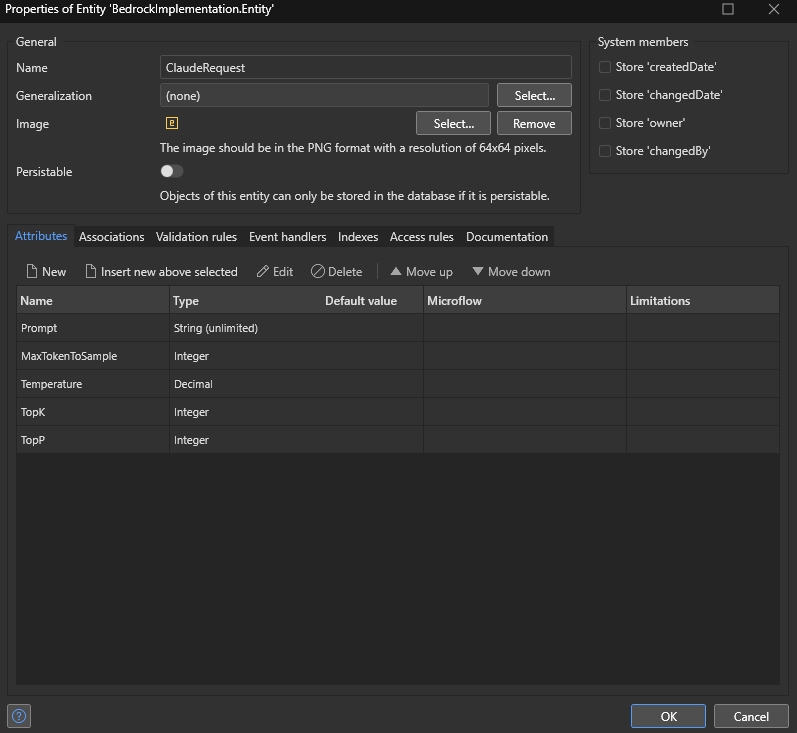 Properties of Entity 'BedrockImplementation.Entity'
General
Name
ClaudeRequest
Generalization
(none)
Select...
Image
Select...
Remove
The image should be in the PNG format with a resolution of 64x64 pixels.
Persistable
Objects of this entity can only be stored in the database if it is persistable.
System members
Store 'createdDate'
Store 'changedDate'
Store 'owner'
Store 'changedBy'
Attributes Associations Validation rules Event handlers Indexes Access rules Documentation
New Insert new above selected Edit Delete Move up Move down
Name Type Default value Microflow Limitations
Prompt String (unlimited)
MaxTokenToSample Integer
Temperature Decimal
TopK Integer
TopP Integer
? OK Cancel